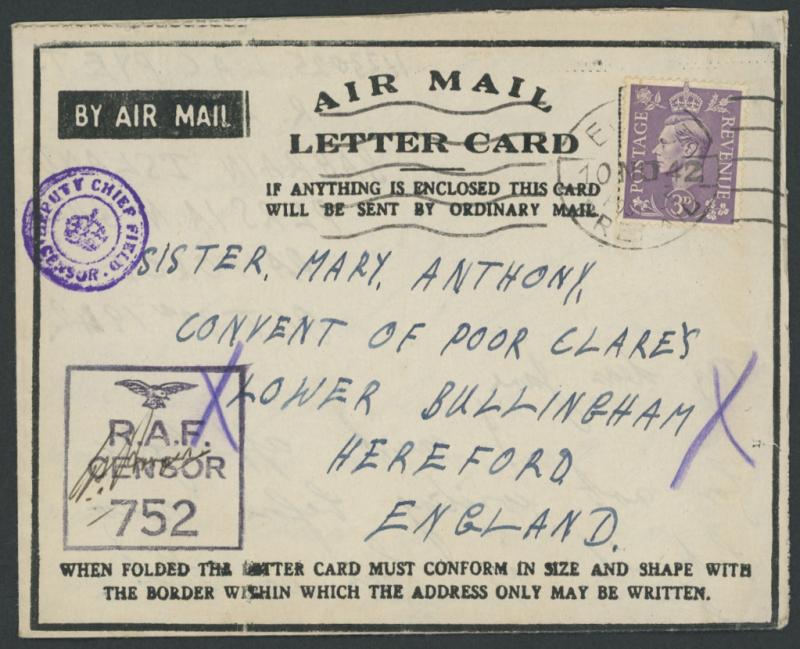 AIR MAIL
BY AIR MAIL
LETTER CARD
IF ANYTHING IS ENCLOSED THIS CARD
WILL BE SENT BY ORDINARY MAIL
POSTAGE
REVENUE
3D
42
DEPUTY CHIEF FIELD CENSOR
SISTER, MARY, ANTHONY,
CONVENT OF POOR CLARE'S
LOWER BULLINGHAM
HEREFORD
ENGLAND.
R.A.F.
CENSOR
752
WHEN FOLDED THE LETTER CARD MUST CONFORM IN SIZE AND SHAPE WITH
THE BORDER WITHIN WHICH THE ADDRESS ONLY MAY BE WRITTEN.